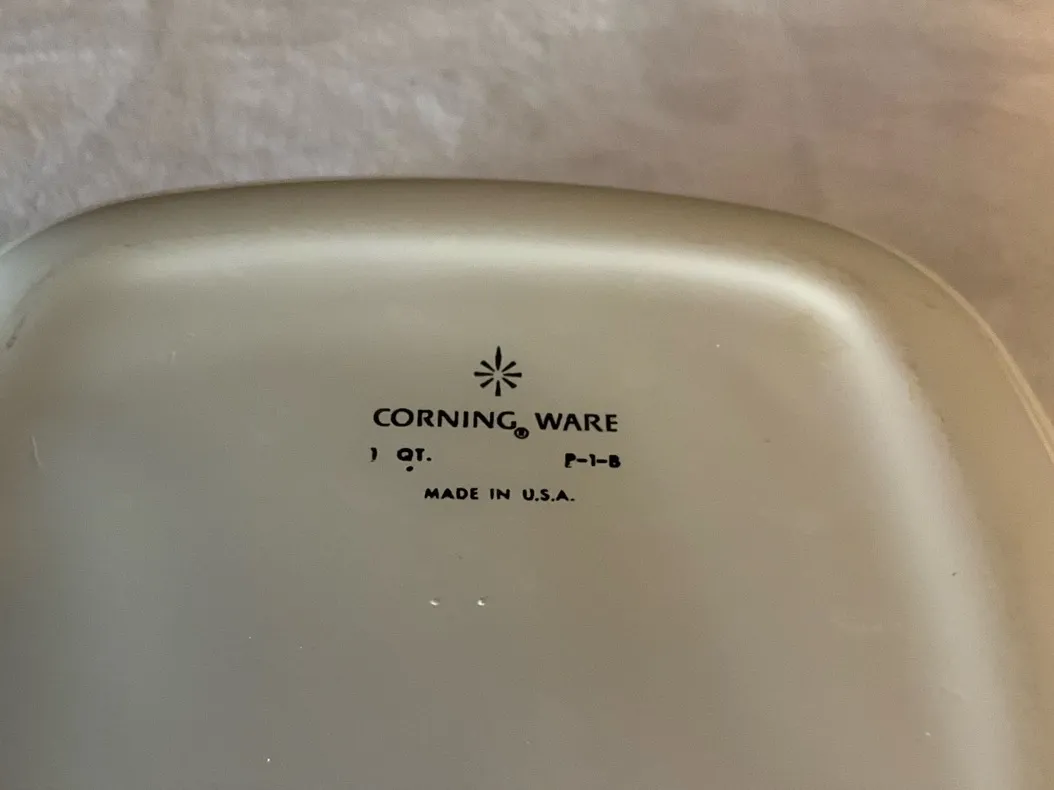 CORNING® WARE
1 QT. P-1-B
MADE IN U.S.A.